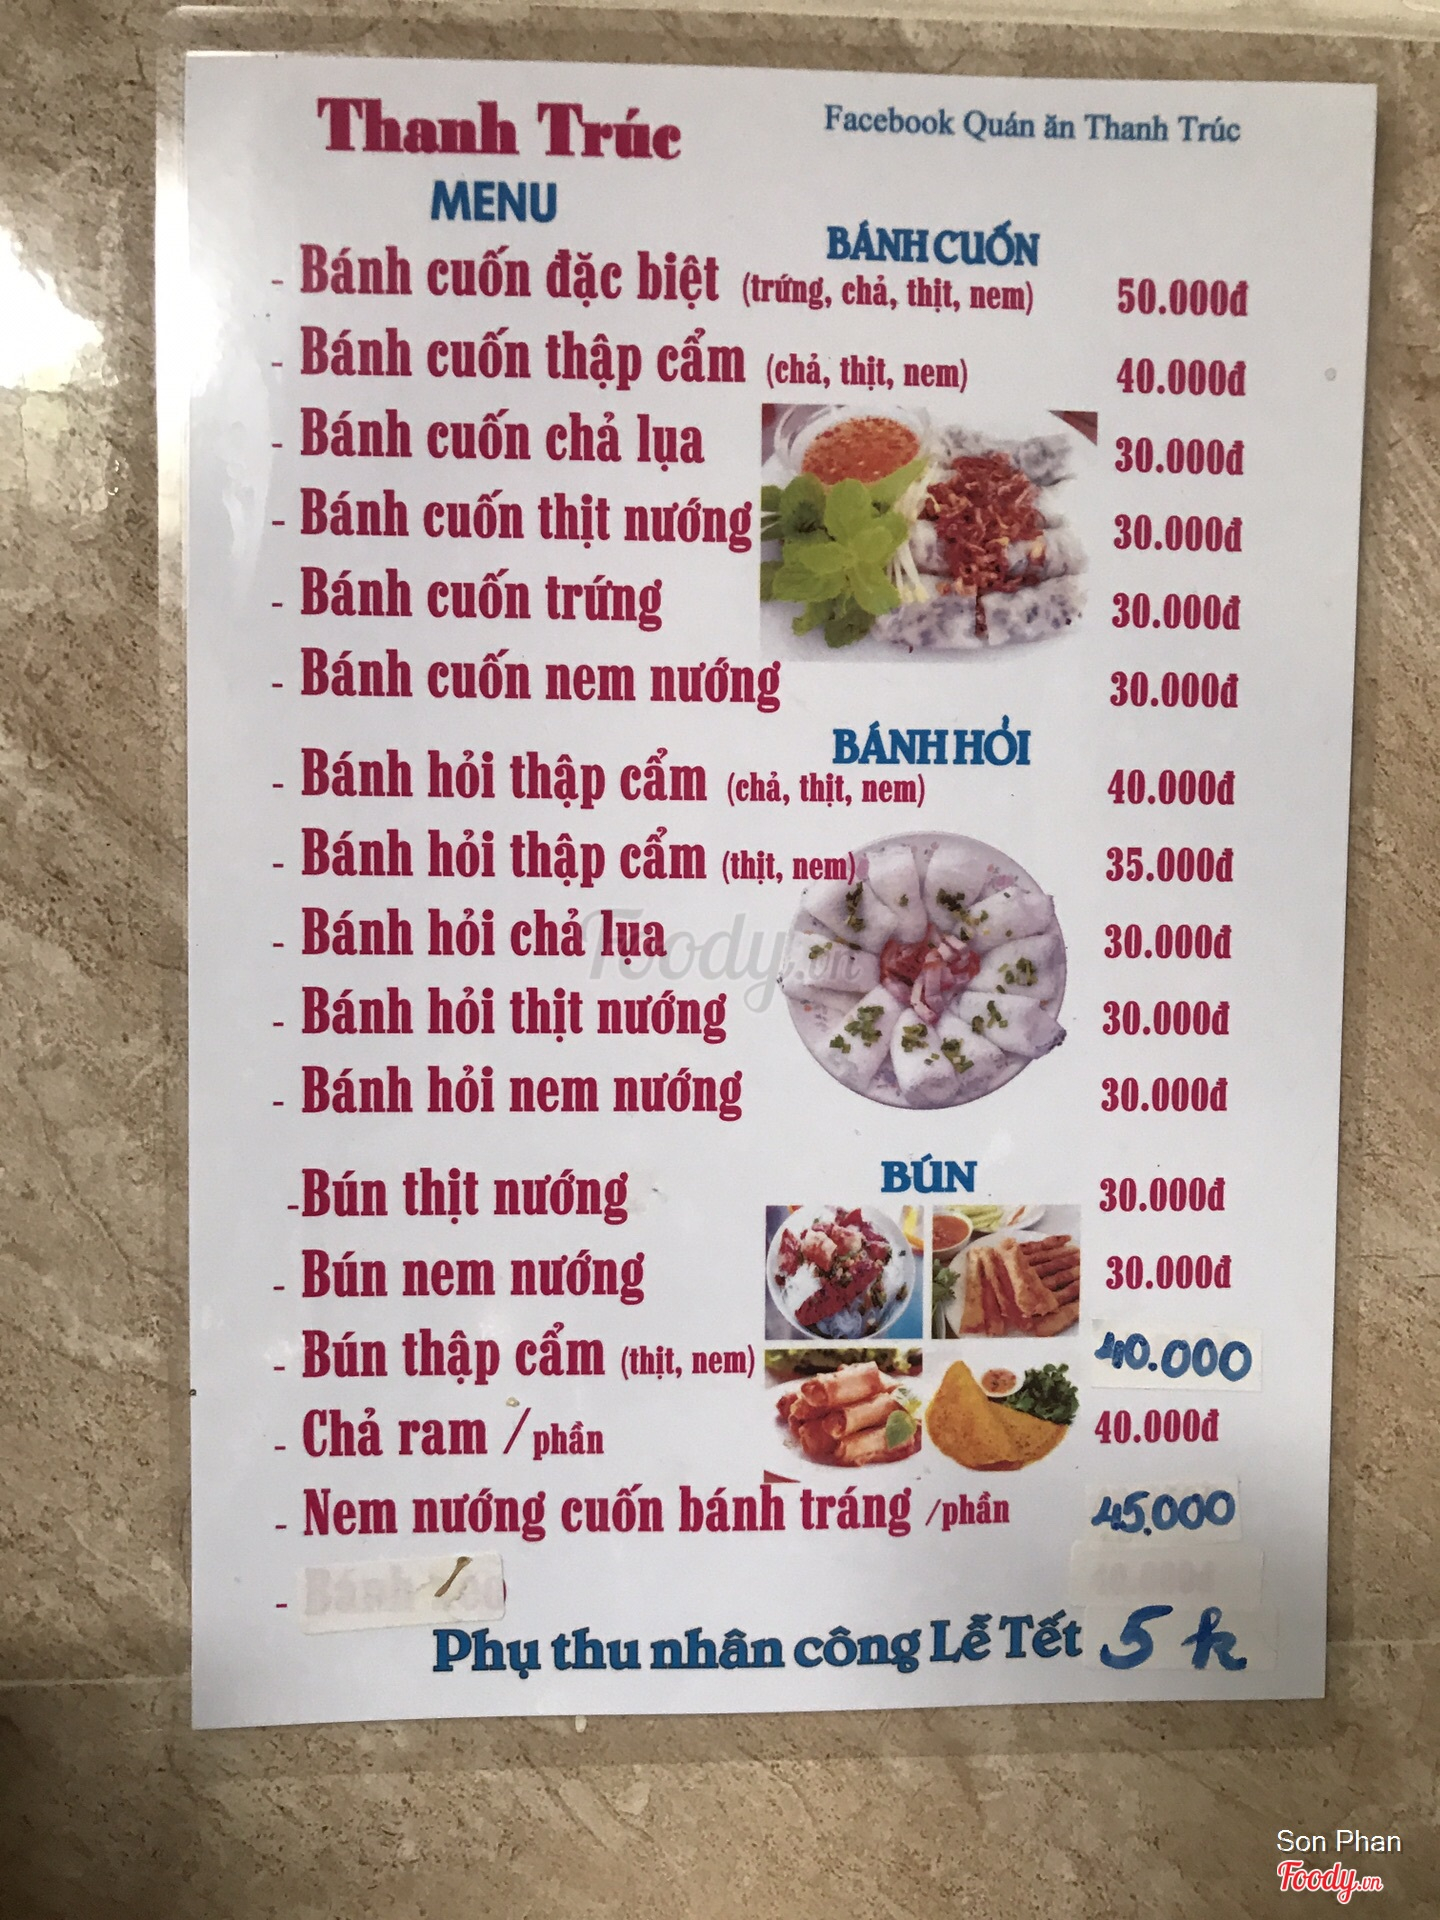 Thanh Trúc
Facebook Quán ăn Thanh Trúc
MENU
BÁNH CUỐN
- Bánh cuốn đặc biệt (trứng, chả, thịt, nem) 50.000đ
- Bánh cuốn thập cẩm (chả, thịt, nem) 40.000đ
- Bánh cuốn chả lụa 30.000đ
- Bánh cuốn thịt nướng 30.000đ
- Bánh cuốn trứng 30.000đ
- Bánh cuốn nem nướng 30.000đ
BÁNH HỎI
- Bánh hỏi thập cẩm (chả, thịt, nem) 40.000đ
- Bánh hỏi thập cẩm (thịt, nem) 35.000đ
- Bánh hỏi chả lụa 30.000đ
- Bánh hỏi thịt nướng 30.000đ
- Bánh hỏi nem nướng 30.000đ
BÚN
-Bún thịt nướng 30.000đ
- Bún nem nướng 30.000đ
- Bún thập cẩm (thịt, nem) 40.000
- Chả ram / phần 40.000đ
- Nem nướng cuốn bánh tráng /phần 45.000
- Bánh
Phụ thu nhân công Lễ Tết 5k
Foody.vn
Son Phan
Foody.vn